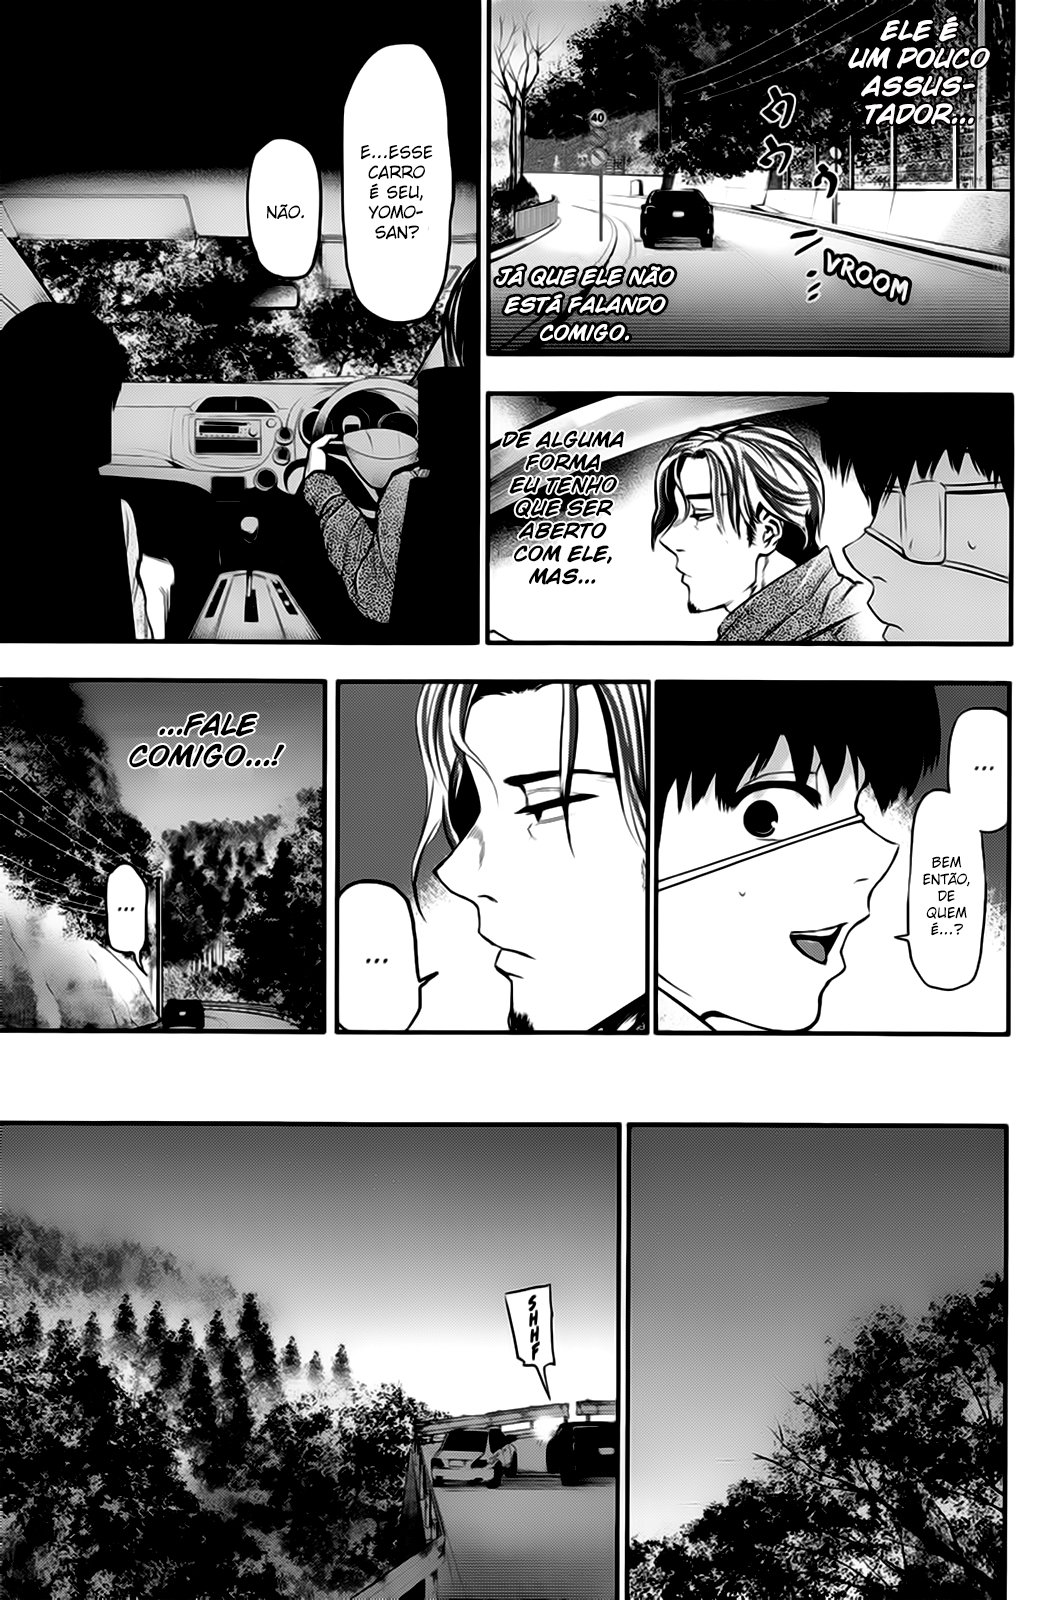 ELE É
UM POUCO
ASSUS-
TADOR...
40
VROOM
JÁ QUE ELE NÃO
ESTÁ FALANDO
COMIGO.
E...ESSE
CARRO
É SEU,
YOMO-
SAN?
NÃO.
DE ALGUMA
FORMA
EU TENHO
QUE SER
ABERTO
COM ELE,
MAS...
...
BEM
ENTÃO,
DE
QUEM
É...?
...
...FALE
COMIGO...!
...
SHHF